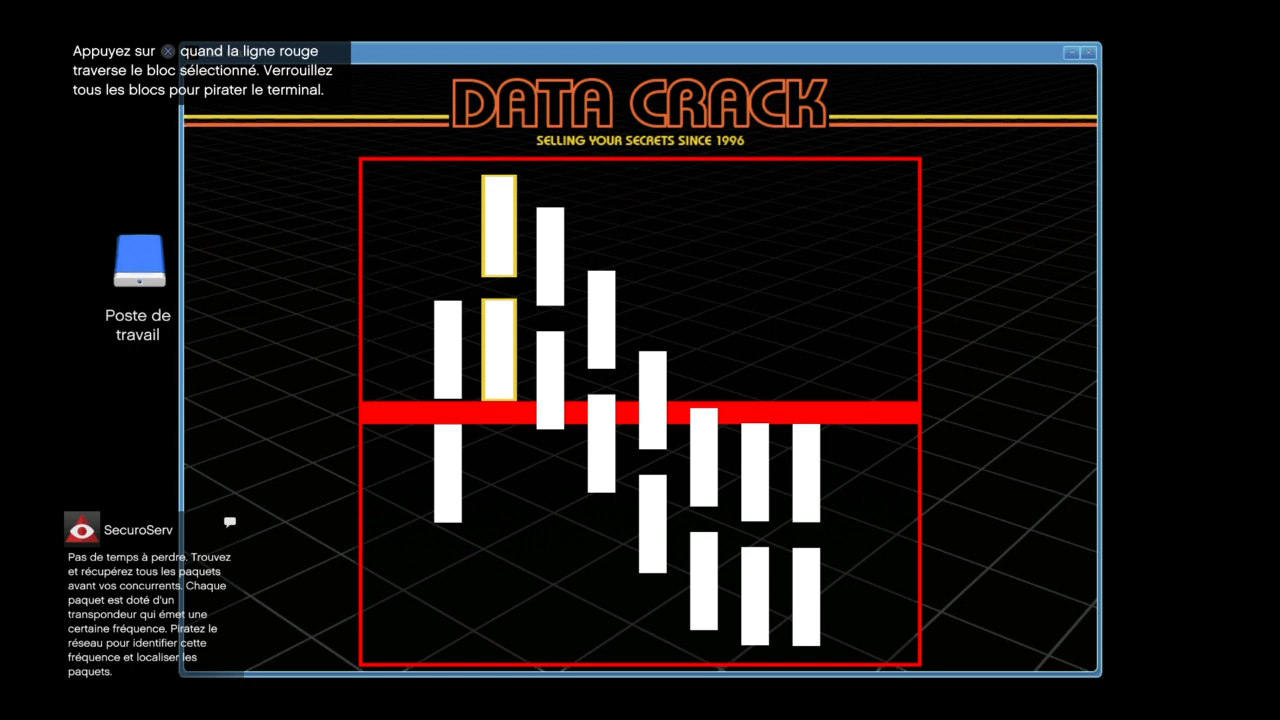 Appuyez sur ⓧ quand la ligne rouge
traverse le bloc sélectionné. Verrouillez
tous les blocs pour pirater le terminal.
DATA CRACK
SELLING YOUR SECRETS SINCE 1996
Poste de
travail
SecuroServ
Pas de temps à perdre. Trouvez
et récupérez tous les paquets
avant vos concurrents. Chaque
paquet est doté d'un
transpondeur qui émet une
certaine fréquence. Piratez le
réseau pour identifier cette
fréquence et localiser les
paquets.